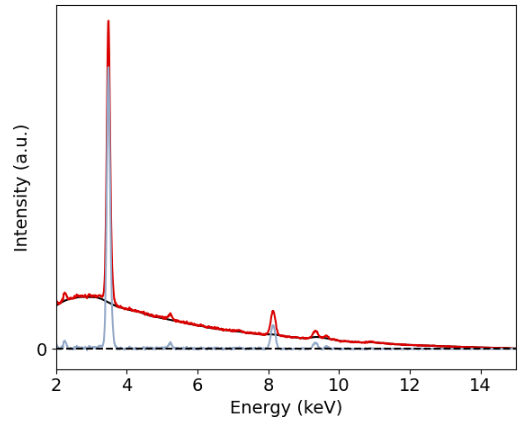 Intensity (a.u.)
0
2 4 6 8 10 12 14
Energy (keV)